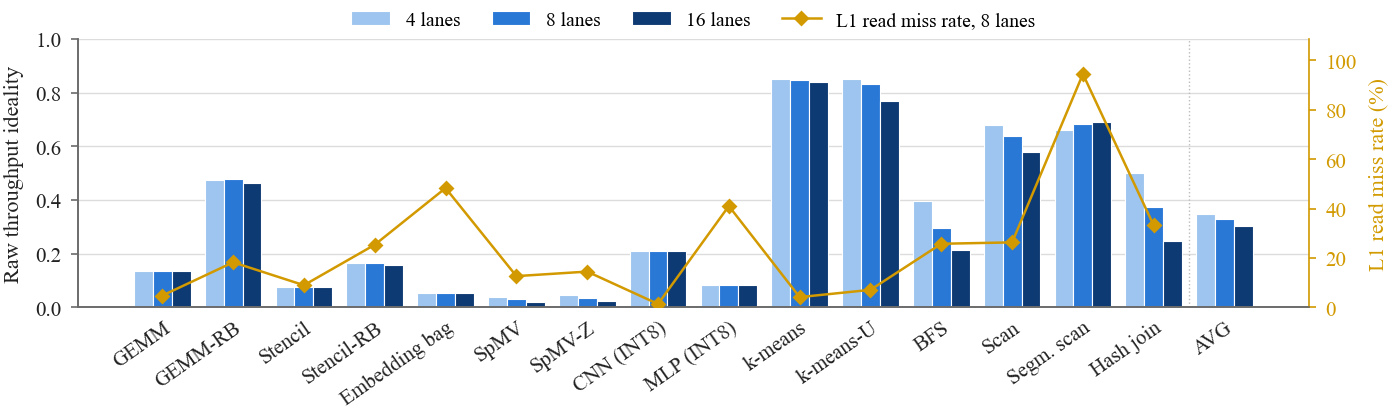 4 lanes 8 lanes 16 lanes L1 read miss rate, 8 lanes
Raw throughput ideality
1.0
0.8
0.6
0.4
0.2
0.0
100
80
60
40
20
0
L1 read miss rate (%)
GEMM
GEMM-RB
Stencil
Stencil-RB
Embedding bag
SpMV
SpMV-Z
CNN (INT8)
MLP (INT8)
k-means
k-means-U
BFS
Scan
Segm. scan
Hash join
AVG